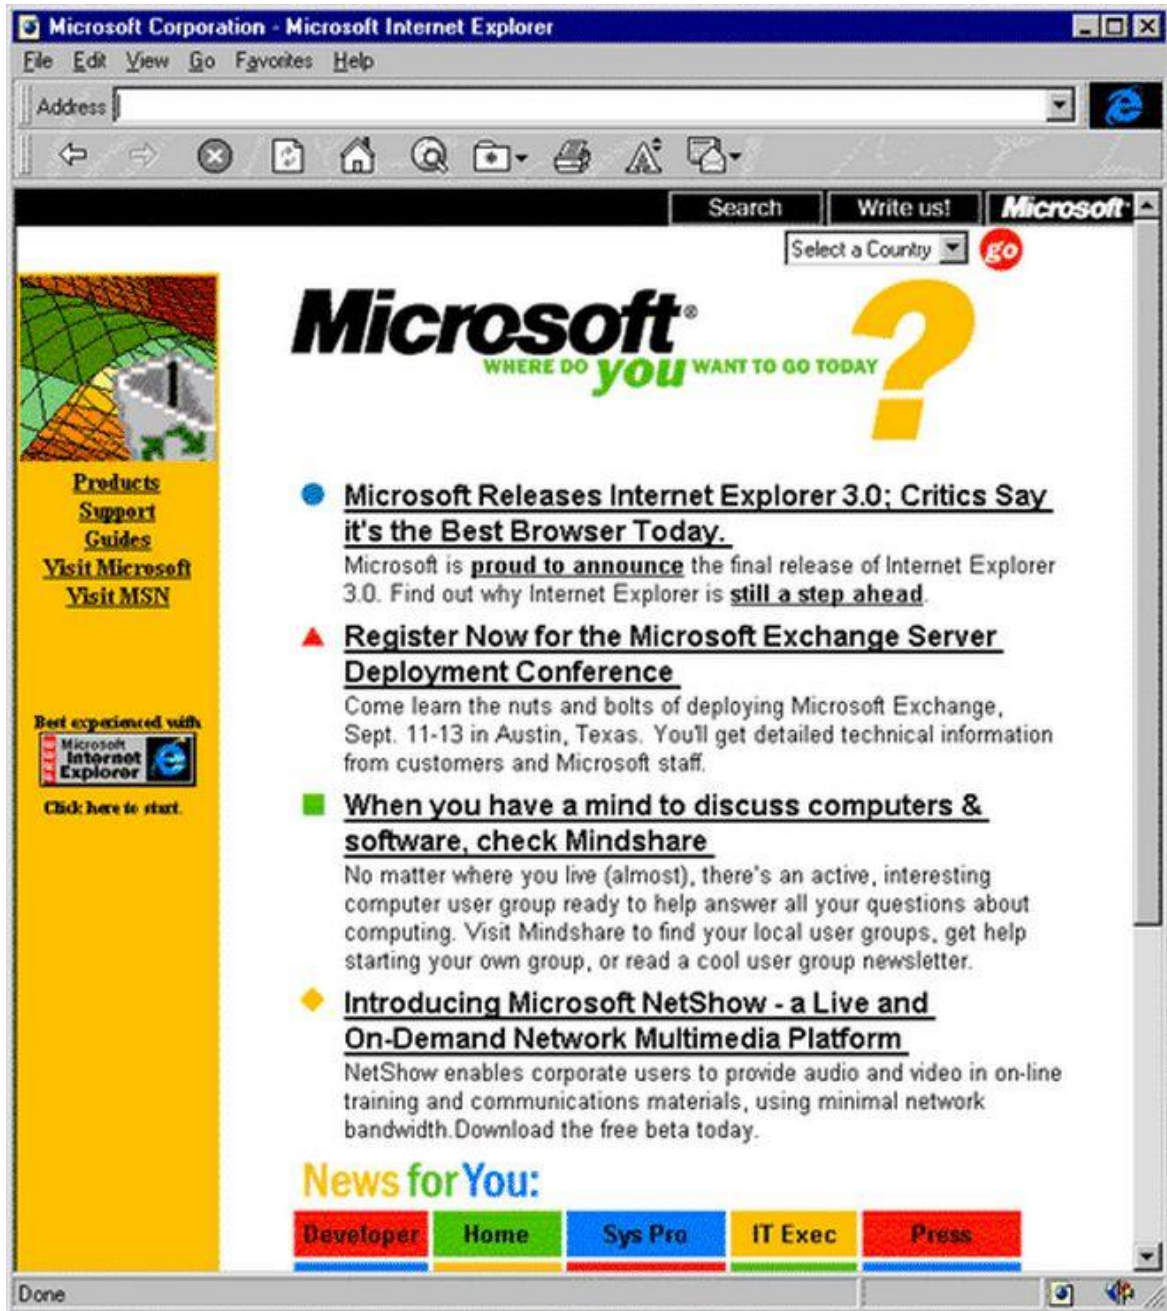 Microsoft Corporation - Microsoft Internet Explorer
File Edit View Go Favorites Help
Address
Search Write us! Microsoft
Select a Country go
Microsoft®
WHERE DO you WANT TO GO TODAY ?
Products
Support
Guides
Visit Microsoft
Visit MSN
Best experienced with
FREE Microsoft
Internet
Explorer
Click here to start.
Microsoft Releases Internet Explorer 3.0; Critics Say
it's the Best Browser Today.
Microsoft is proud to announce the final release of Internet Explorer
3.0. Find out why Internet Explorer is still a step ahead.
Register Now for the Microsoft Exchange Server
Deployment Conference
Come learn the nuts and bolts of deploying Microsoft Exchange,
Sept. 11-13 in Austin, Texas. You'll get detailed technical information
from customers and Microsoft staff.
When you have a mind to discuss computers &
software, check Mindshare
No matter where you live (almost), there's an active, interesting
computer user group ready to help answer all your questions about
computing. Visit Mindshare to find your local user groups, get help
starting your own group, or read a cool user group newsletter.
Introducing Microsoft NetShow - a Live and
On-Demand Network Multimedia Platform
NetShow enables corporate users to provide audio and video in on-line
training and communications materials, using minimal network
bandwidth.Download the free beta today.
News for You:
Developer Home Sys Pro IT Exec Press
Done